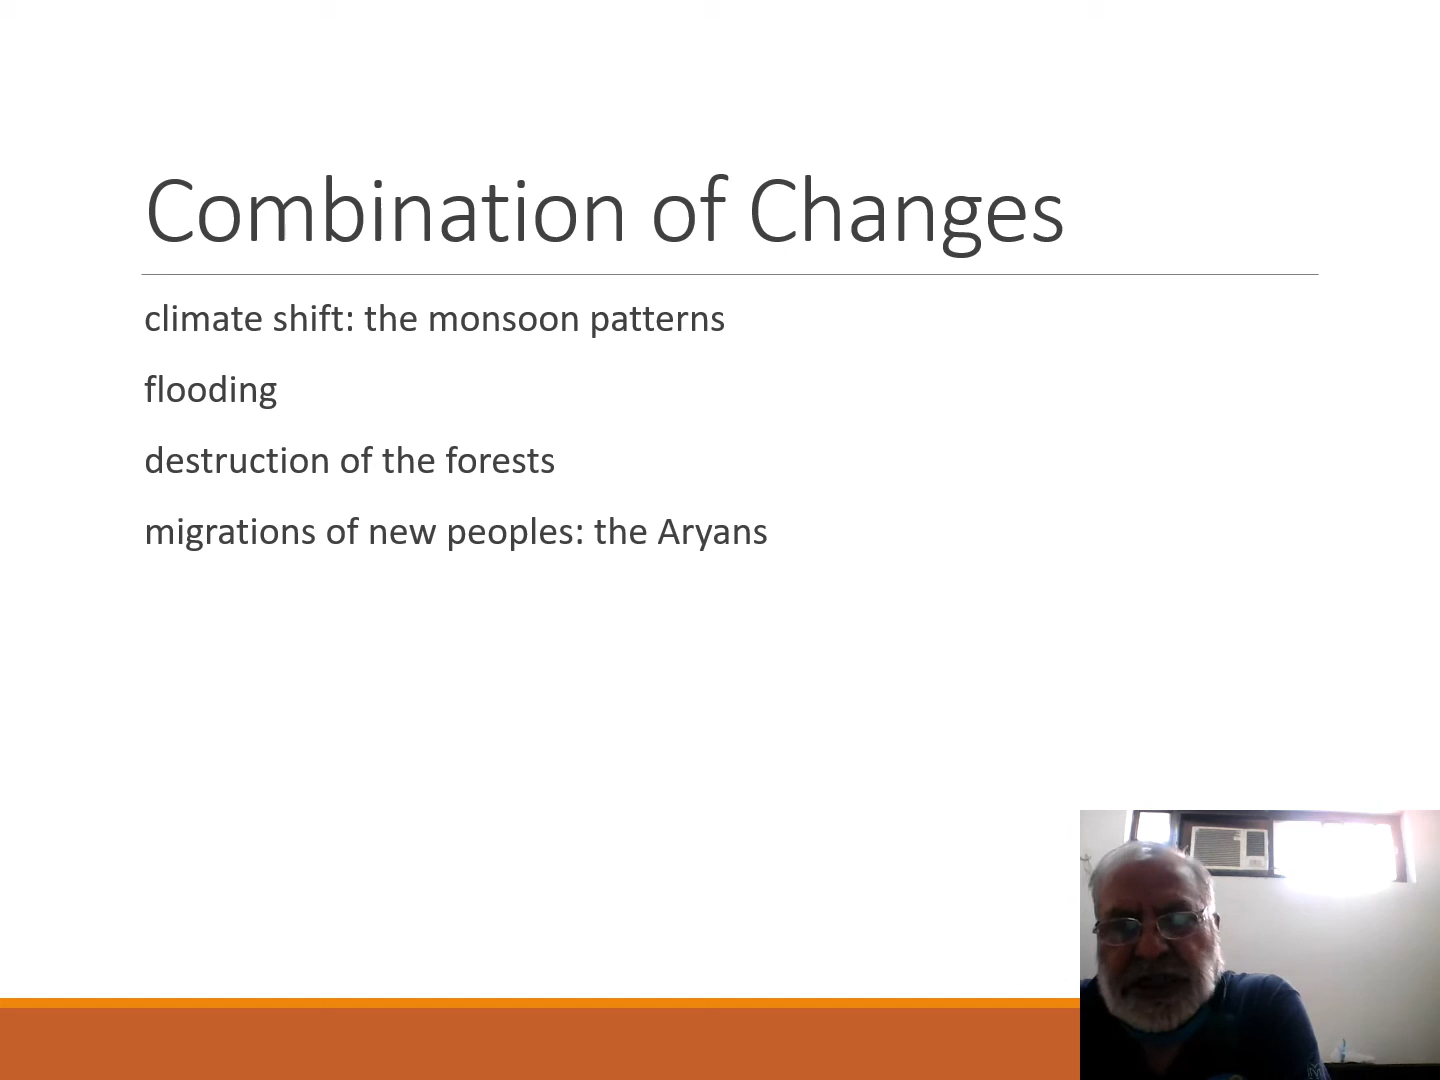 Combination of Changes
climate shift: the monsoon patterns
flooding
destruction of the forests
migrations of new peoples: the Aryans